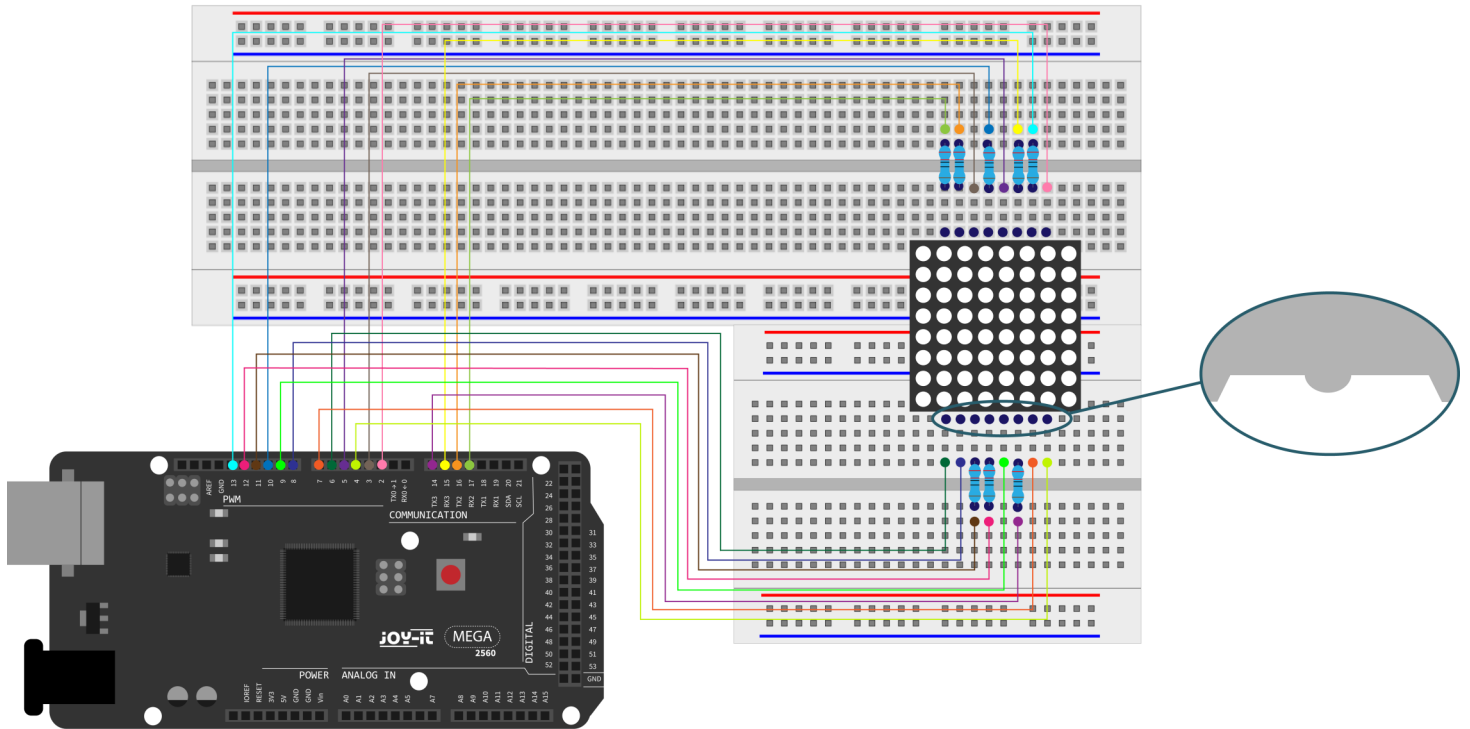 AREF
GND
13
12
11
10
9
8
7
6
5
4
3
2
TX0→1
RX0←0
14
15
16
17
18
19
20
21
TX3
RX3
TX2
RX2
TX1
RX1
SDA
SCL
PWM
COMMUNICATION
22
24
26
28
30 31
32 33
34 35
36 37
38 39
40 41
42 43
44 45
46 47
48 49
50 51
52 53
GND
DIGITAL
JOY-iT
MEGA
2560
POWER
ANALOG IN
IOREF
RESET
3V3
5V
GND
GND
Vin
A0
A1
A2
A3
A4
A5
A7
A8
A9
A10
A11
A12
A13
A14
A15